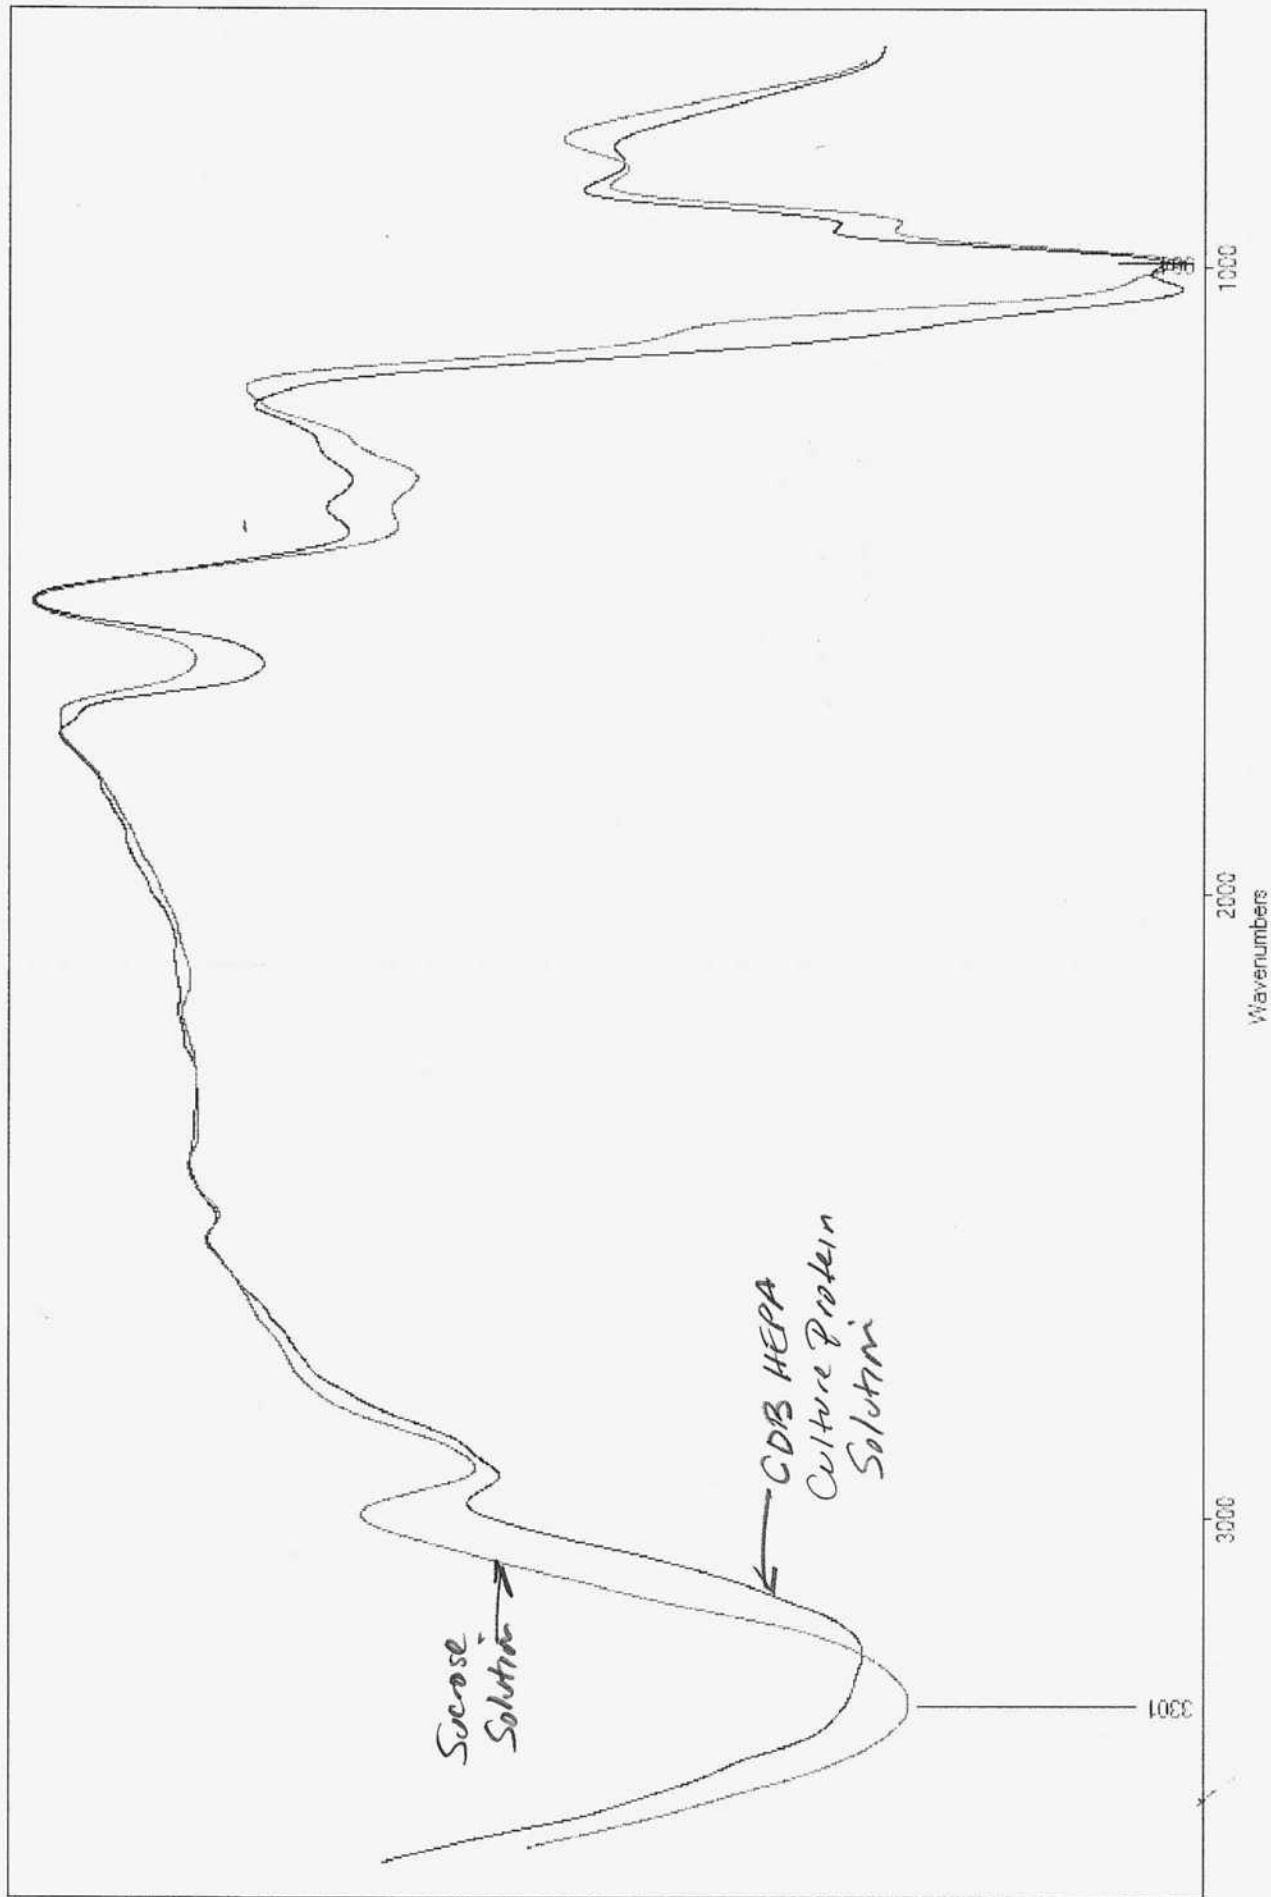 Sucrose
Solution
CDB HEPA
Culture Protein
Solution
3301
3000
2000
1000
Wavenumbers